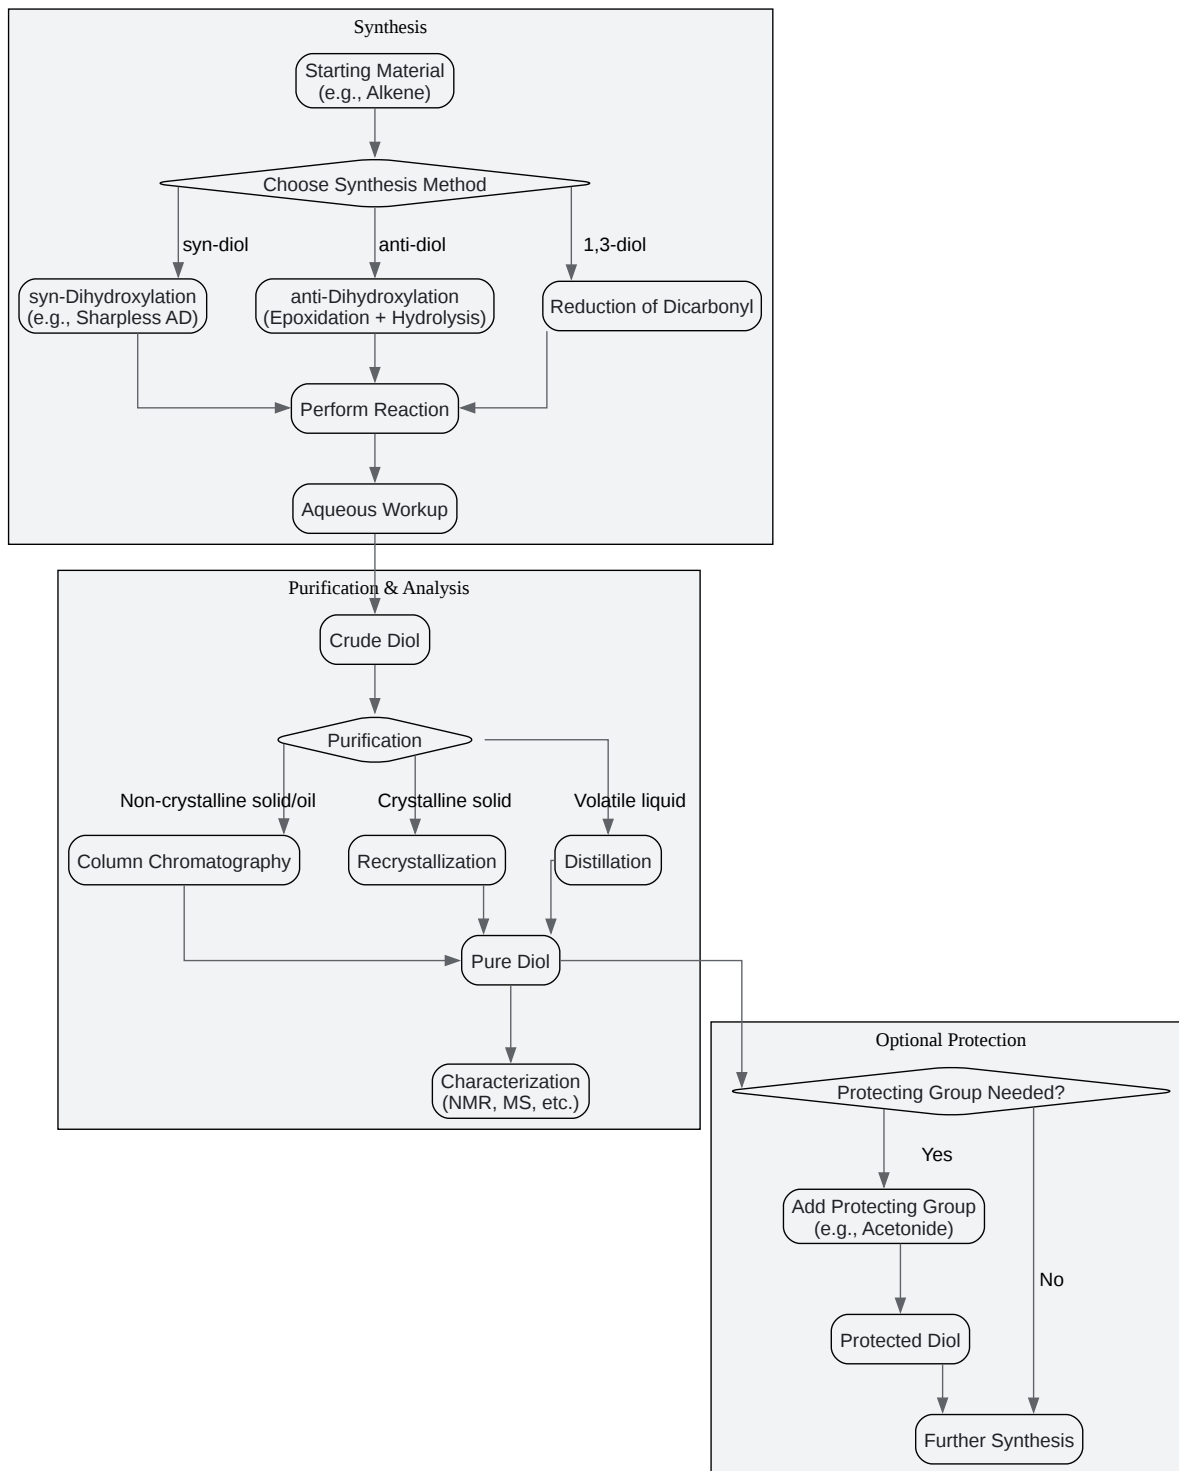 Synthesis
Starting Material
(e.g., Alkene)
Choose Synthesis Method
syn-diol
anti-diol
1,3-diol
syn-Dihydroxylation
(e.g., Sharpless AD)
anti-Dihydroxylation
(Epoxidation + Hydrolysis)
Reduction of Dicarbonyl
Perform Reaction
Aqueous Workup
Purification & Analysis
Crude Diol
Purification
Non-crystalline solid/oil
Crystalline solid
Volatile liquid
Column Chromatography
Recrystallization
Distillation
Pure Diol
Characterization
(NMR, MS, etc.)
Optional Protection
Protecting Group Needed?
Yes
Add Protecting Group
(e.g., Acetonide)
No
Protected Diol
Further Synthesis